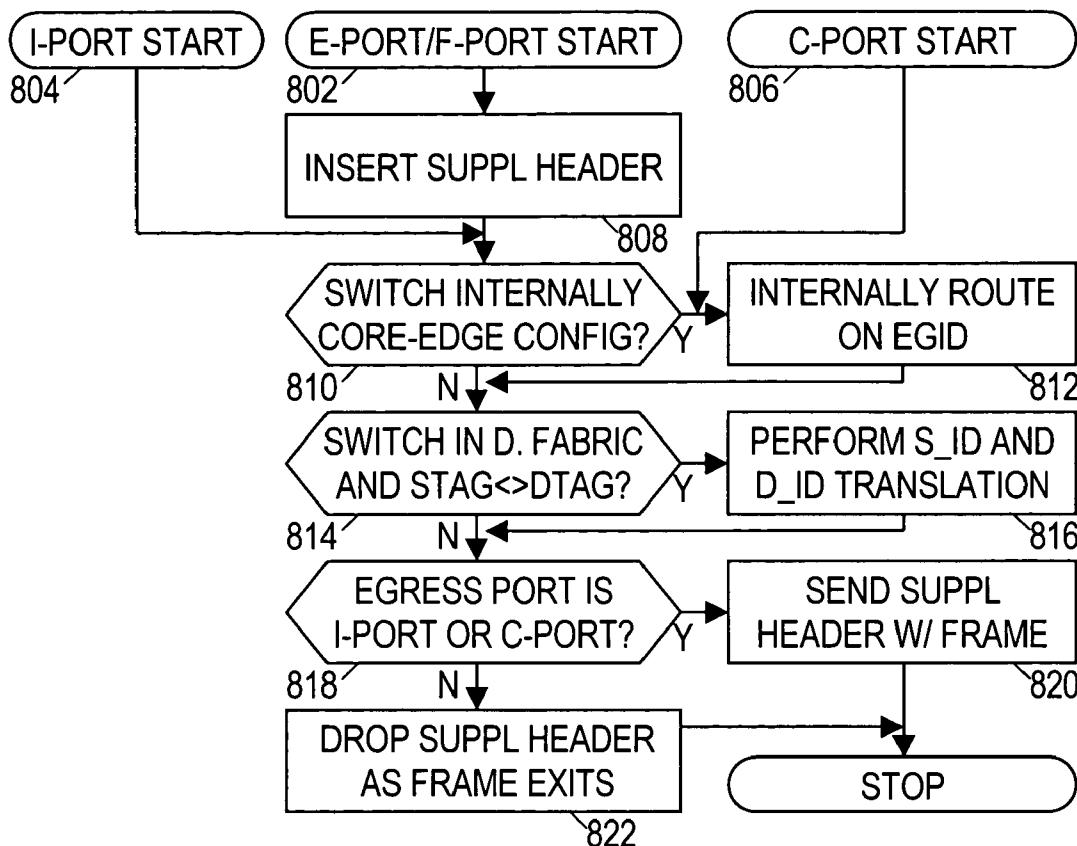 I-PORT START
804
E-PORT/F-PORT START
802
C-PORT START
806
INSERT SUPPL HEADER
808
SWITCH INTERNALLY
CORE-EDGE CONFIG?
810
Y
N
INTERNALLY ROUTE
ON EGID
812
SWITCH IN D. FABRIC
AND STAG<>DTAG?
814
Y
N
PERFORM S_ID AND
D_ID TRANSLATION
816
EGRESS PORT IS
I-PORT OR C-PORT?
818
Y
N
SEND SUPPL
HEADER W/ FRAME
820
DROP SUPPL HEADER
AS FRAME EXITS
822
STOP